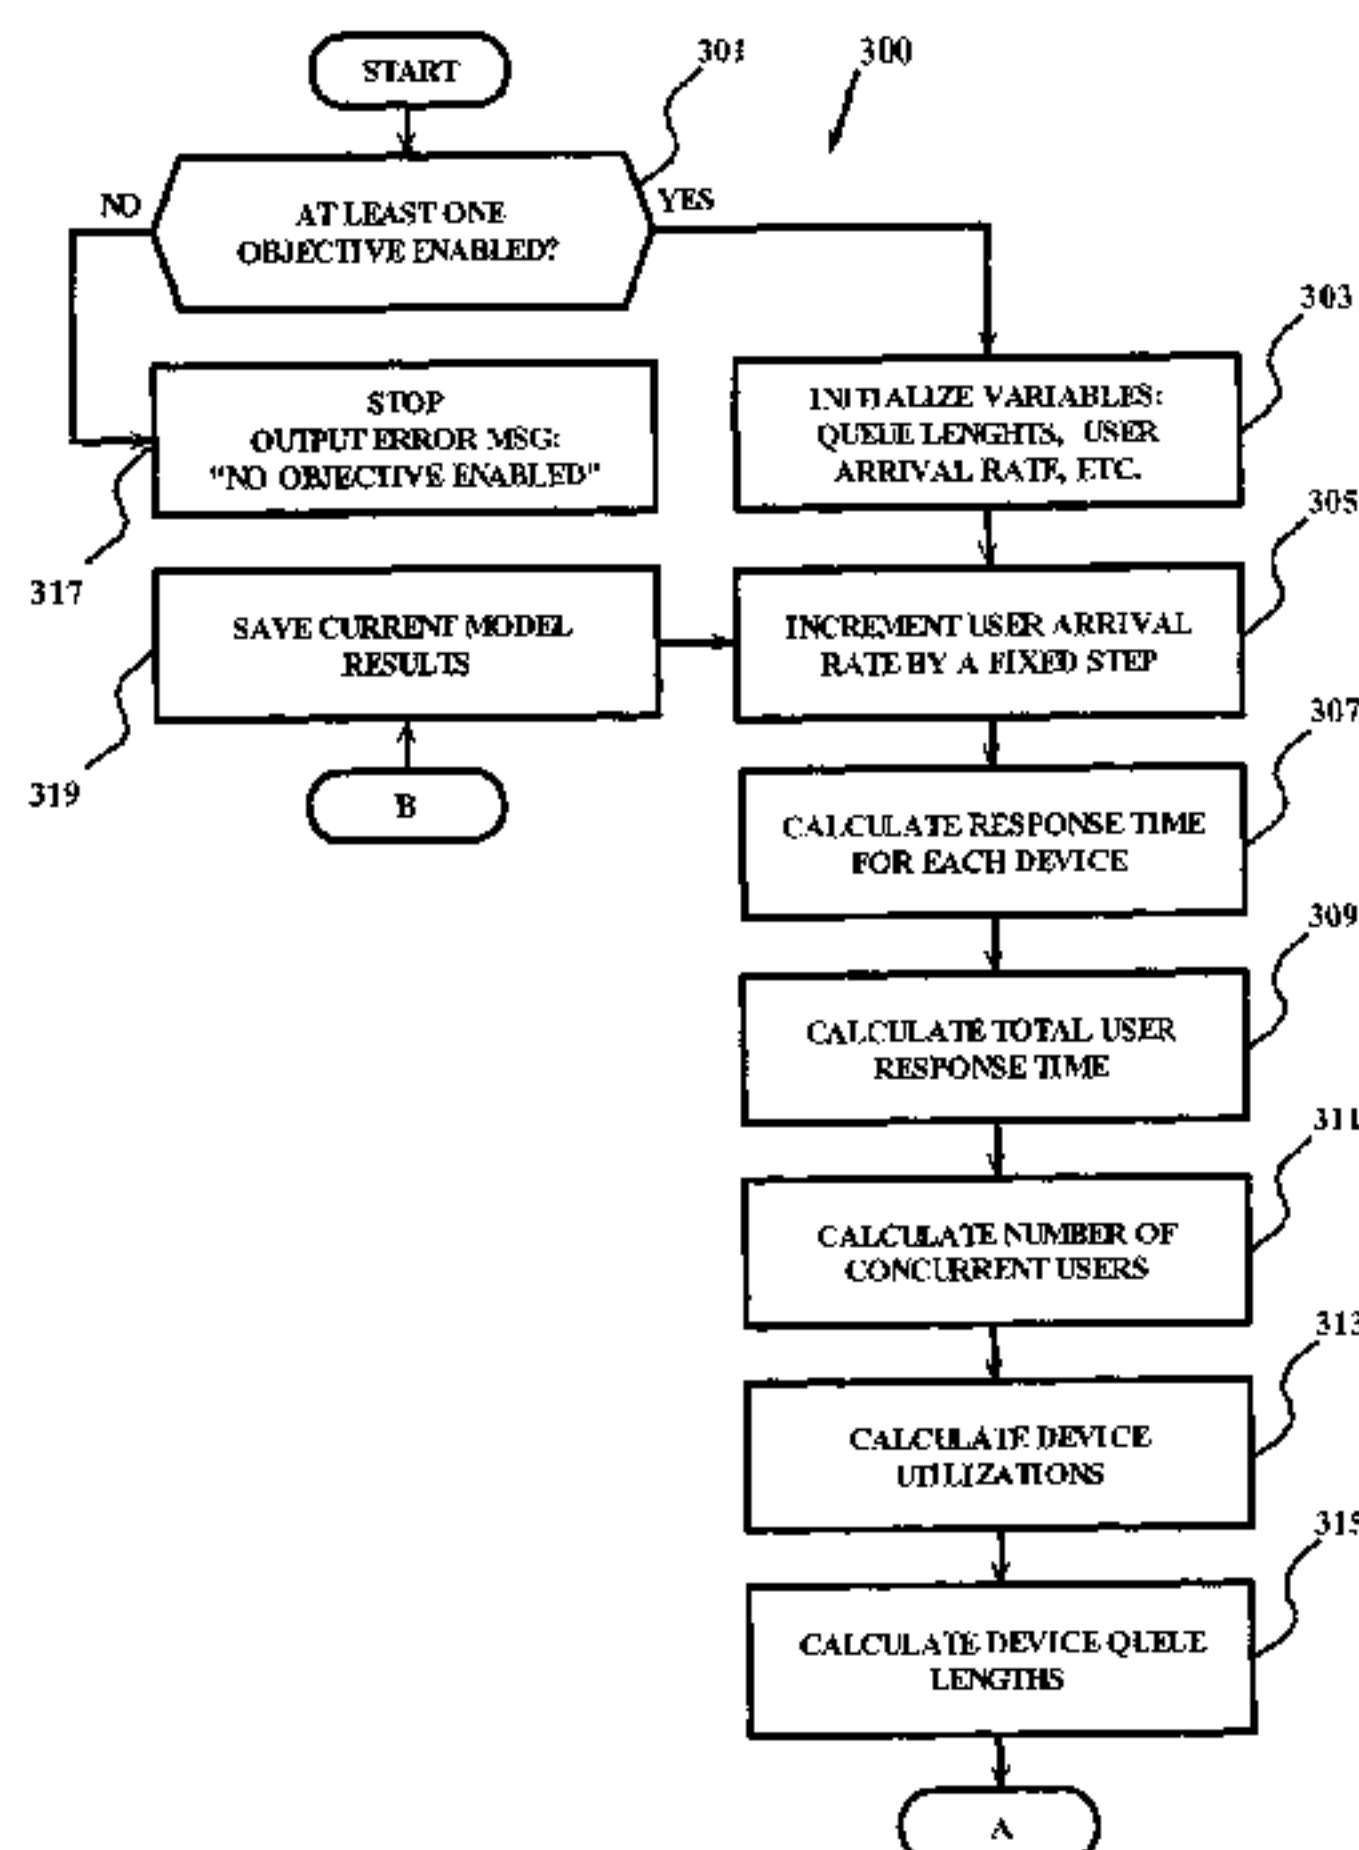 START
301
300
NO
YES
AT LEAST ONE
OBJECTIVE ENABLED?
303
STOP
OUTPUT ERROR MSG:
"NO OBJECTIVE ENABLED"
317
INITIALIZE VARIABLES:
QUEUE LENGHTS, USER
ARRIVAL RATE, ETC.
305
SAVE CURRENT MODEL
RESULTS
319
INCREMENT USER ARRIVAL
RATE BY A FIXED STEP
307
B
CALCULATE RESPONSE TIME
FOR EACH DEVICE
309
CALCULATE TOTAL USER
RESPONSE TIME
311
CALCULATE NUMBER OF
CONCURRENT USERS
313
CALCULATE DEVICE
UTILIZATIONS
315
CALCULATE DEVICE QUEUE
LENGTHS
A